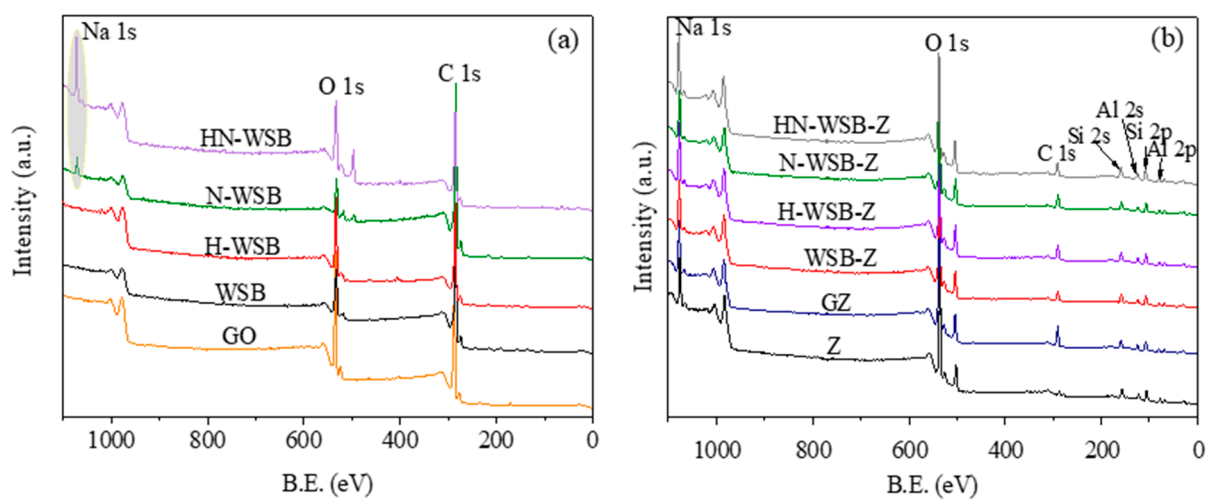 Na 1s
(a)
O 1s
C 1s
HN-WSB
N-WSB
H-WSB
WSB
GO
Intensity (a.u.)
1000 800 600 400 200 0
B.E. (eV)
Na 1s
O 1s
(b)
Al 2s
Si 2s
Si 2p
Al 2p
C 1s
HN-WSB-Z
N-WSB-Z
H-WSB-Z
WSB-Z
GZ
Z
Intensity (a.u.)
1000 800 600 400 200 0
B.E. (eV)